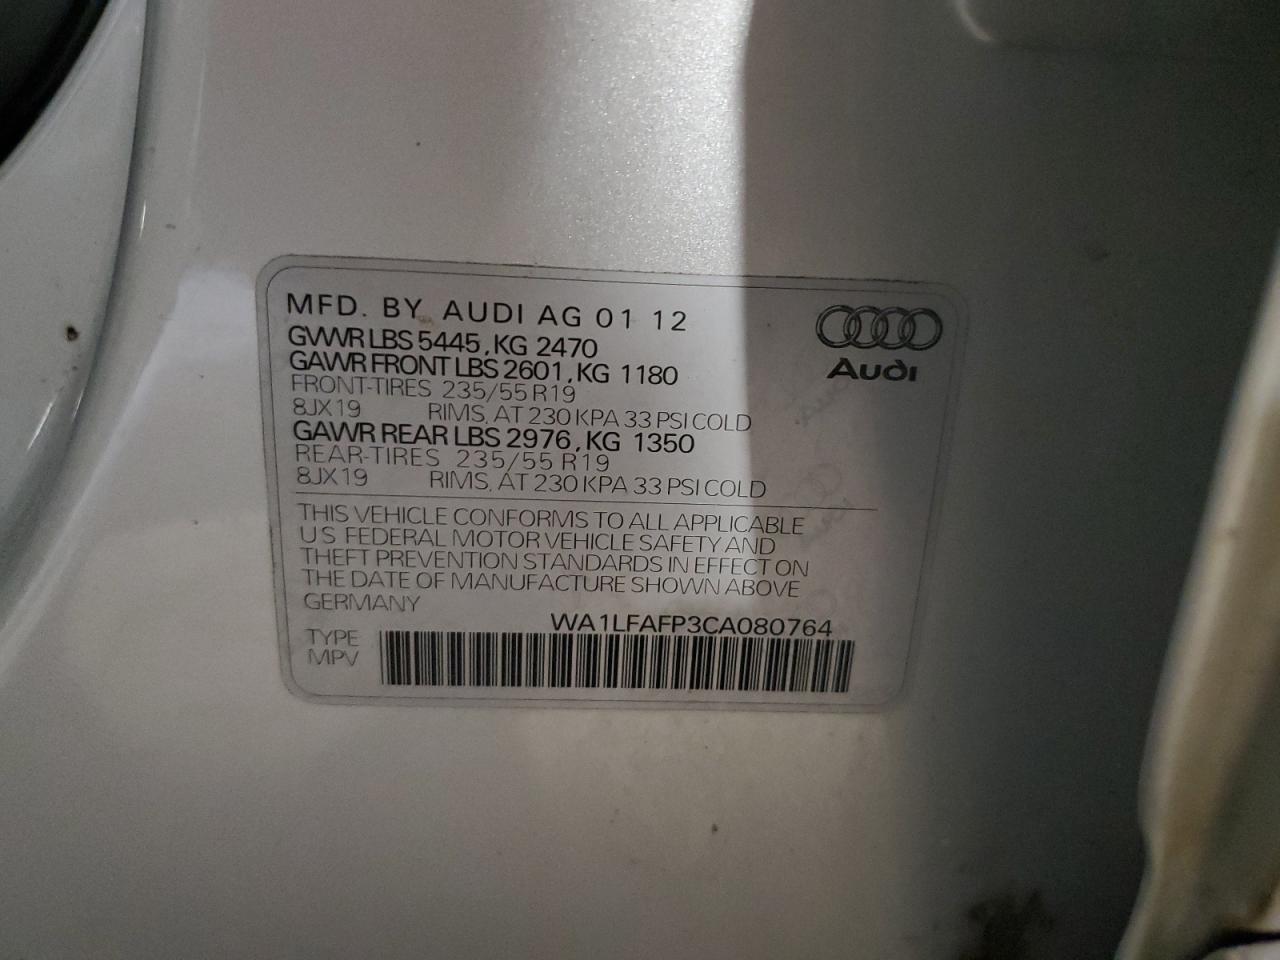 MFD. BY AUDI AG 01 12
GVWR LBS 5445, KG 2470
GAWR FRONT LBS 2601, KG 1180
FRONT-TIRES 235/55 R19
8JX19 RIMS, AT 230 KPA 33 PSI COLD
GAWR REAR LBS 2976, KG 1350
REAR-TIRES 235/55 R19
8JX19 RIMS, AT 230 KPA 33 PSI COLD
Audi
THIS VEHICLE CONFORMS TO ALL APPLICABLE
US FEDERAL MOTOR VEHICLE SAFETY AND
THEFT PREVENTION STANDARDS IN EFFECT ON
THE DATE OF MANUFACTURE SHOWN ABOVE
GERMANY
WA1LFAFP3CA080764
TYPE
MPV